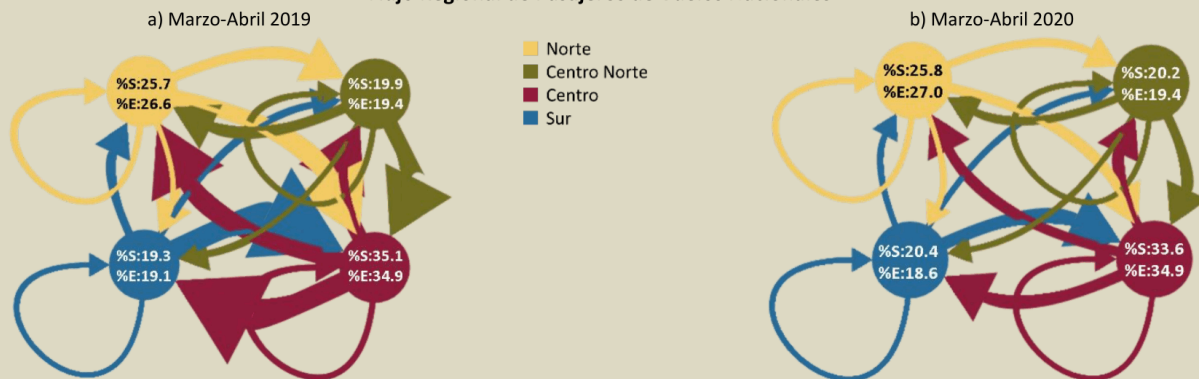 a) Marzo-Abril 2019
b) Marzo-Abril 2020
Norte
Centro Norte
Centro
Sur
%S:25.7
%E:26.6
%S:19.9
%E:19.4
%S:19.3
%E:19.1
%S:35.1
%E:34.9
%S:25.8
%E:27.0
%S:20.2
%E:19.4
%S:20.4
%E:18.6
%S:33.6
%E:34.9